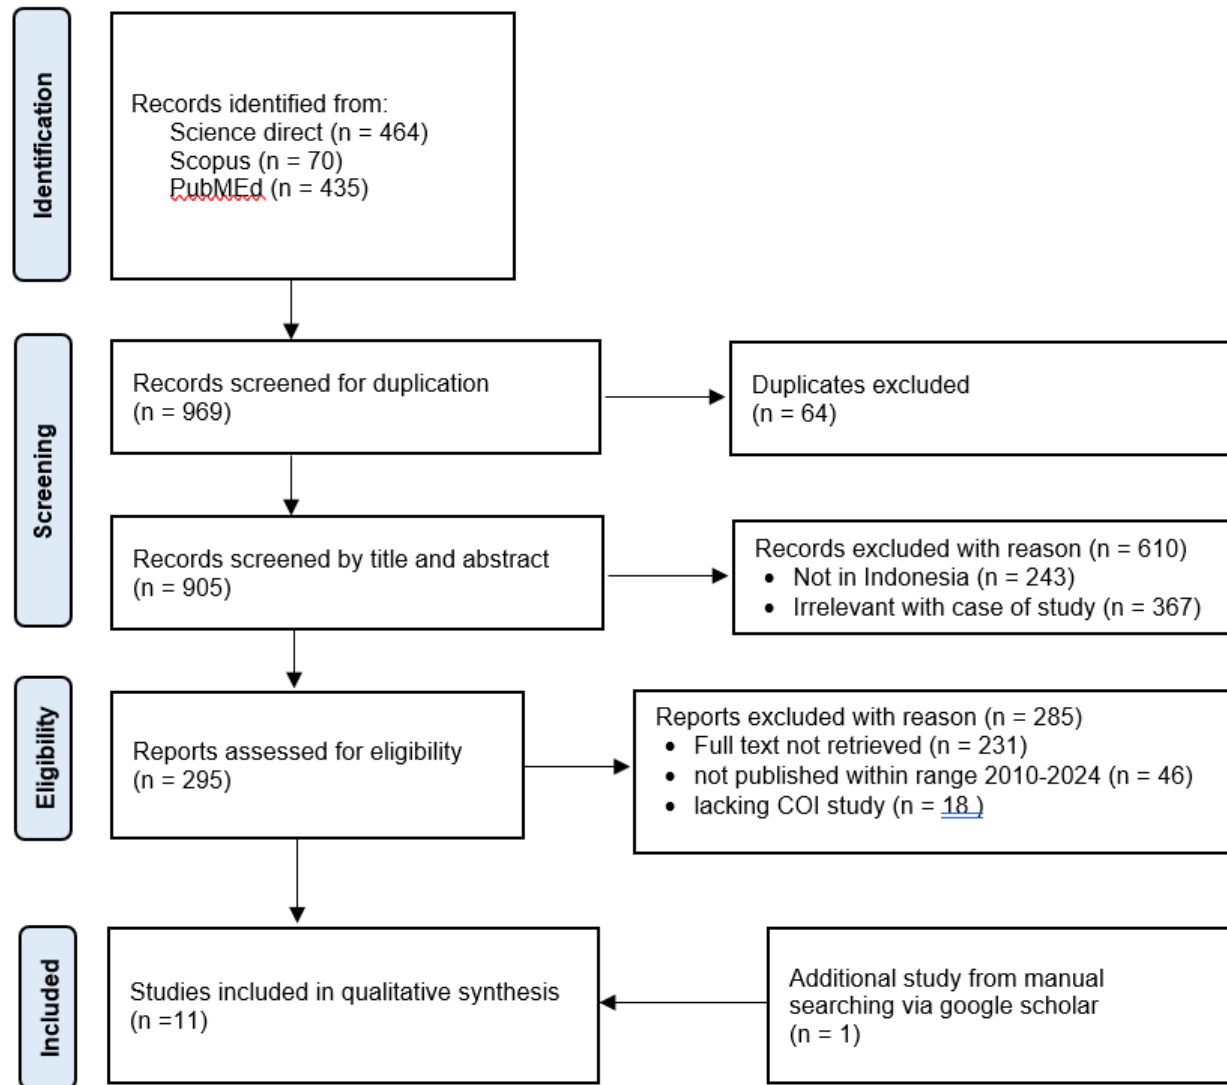 Identification
Records identified from:
Science direct (n = 464)
Scopus (n = 70)
PubMEd (n = 435)
Screening
Records screened for duplication
(n = 969)
Duplicates excluded
(n = 64)
Records screened by title and abstract
(n = 905)
Records excluded with reason (n = 610)
• Not in Indonesia (n = 243)
• Irrelevant with case of study (n = 367)
Eligibility
Reports assessed for eligibility
(n = 295)
Reports excluded with reason (n = 285)
• Full text not retrieved (n = 231)
• not published within range 2010-2024 (n = 46)
• lacking COI study (n = 18 )
Included
Studies included in qualitative synthesis
(n =11)
Additional study from manual
searching via google scholar
(n = 1)